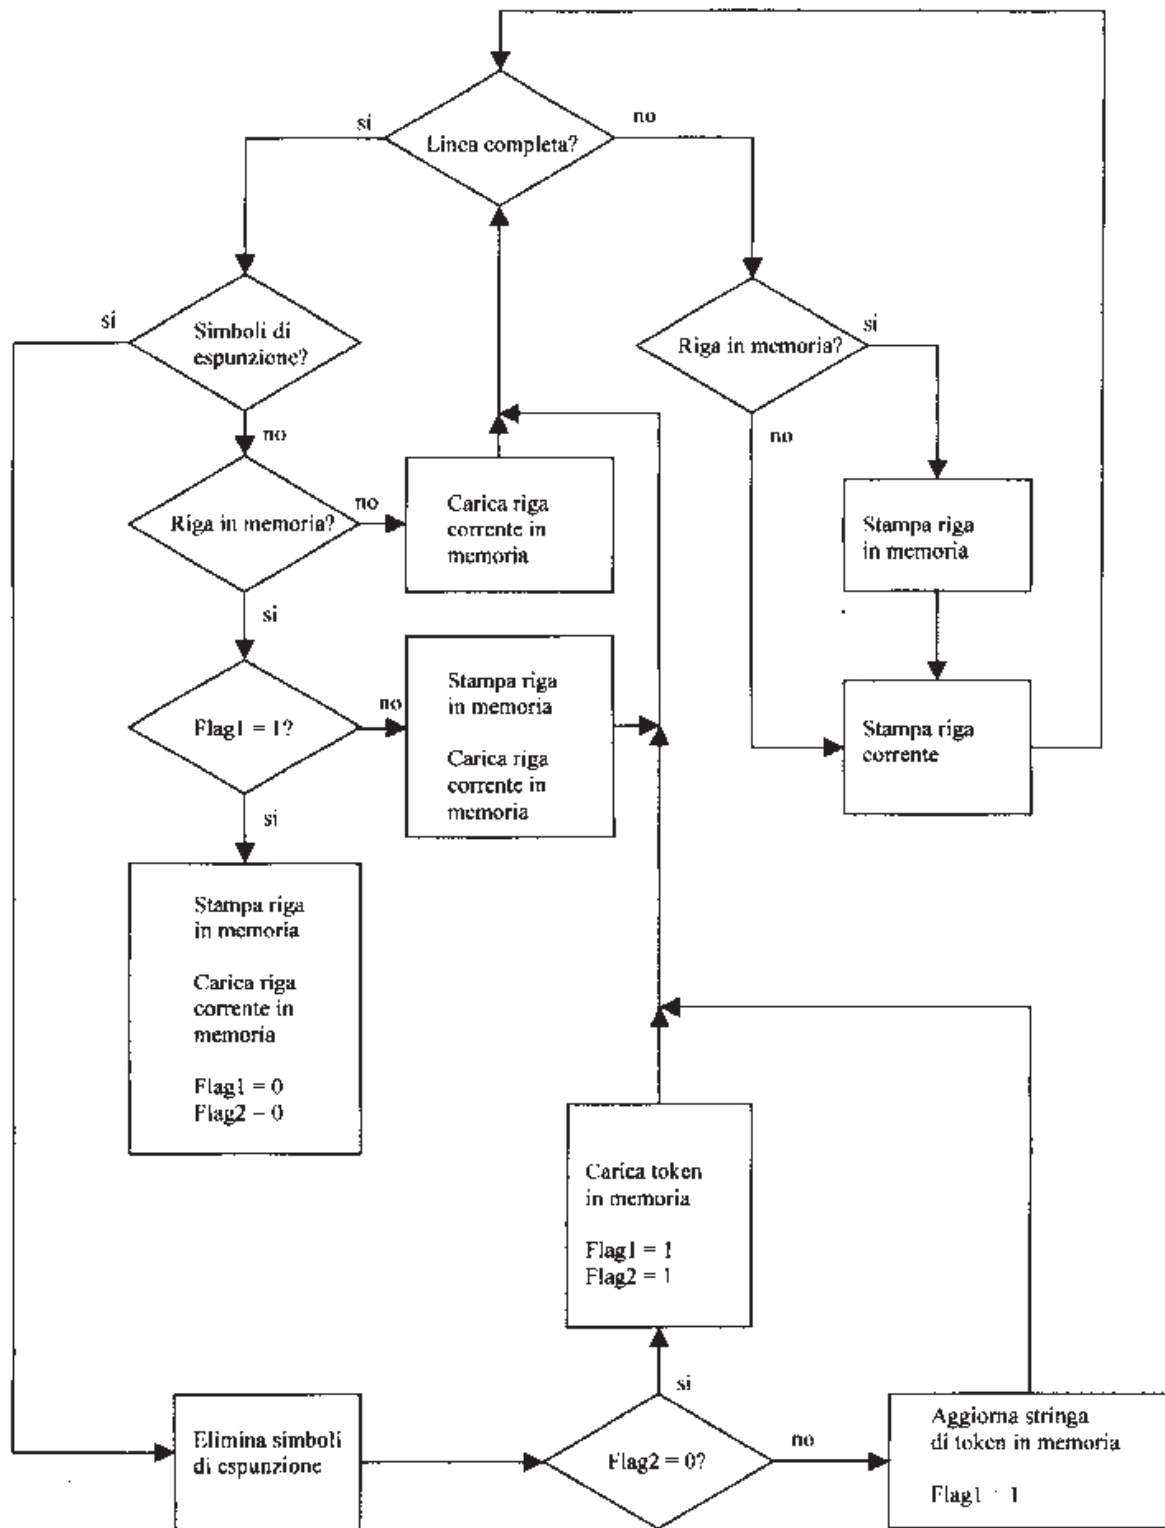 si
Linea completa?
no
si
Simboli di
espunzione?
no
Riga in memoria?
si
no
Riga in memoria?
no
si
Carica riga
corrente in
memoria
Stampa riga
in memoria
Flag1 = 1?
no
si
Stampa riga
in memoria
Carica riga
corrente in
memoria
Stampa riga
corrente
Stampa riga
in memoria
Carica riga
corrente in
memoria
Flag1 = 0
Flag2 = 0
Carica token
in memoria
Flag1 = 1
Flag2 = 1
si
Elimina simboli
di espunzione
Flag2 = 0?
no
Aggiorna stringa
di token in memoria
Flag1 = 1